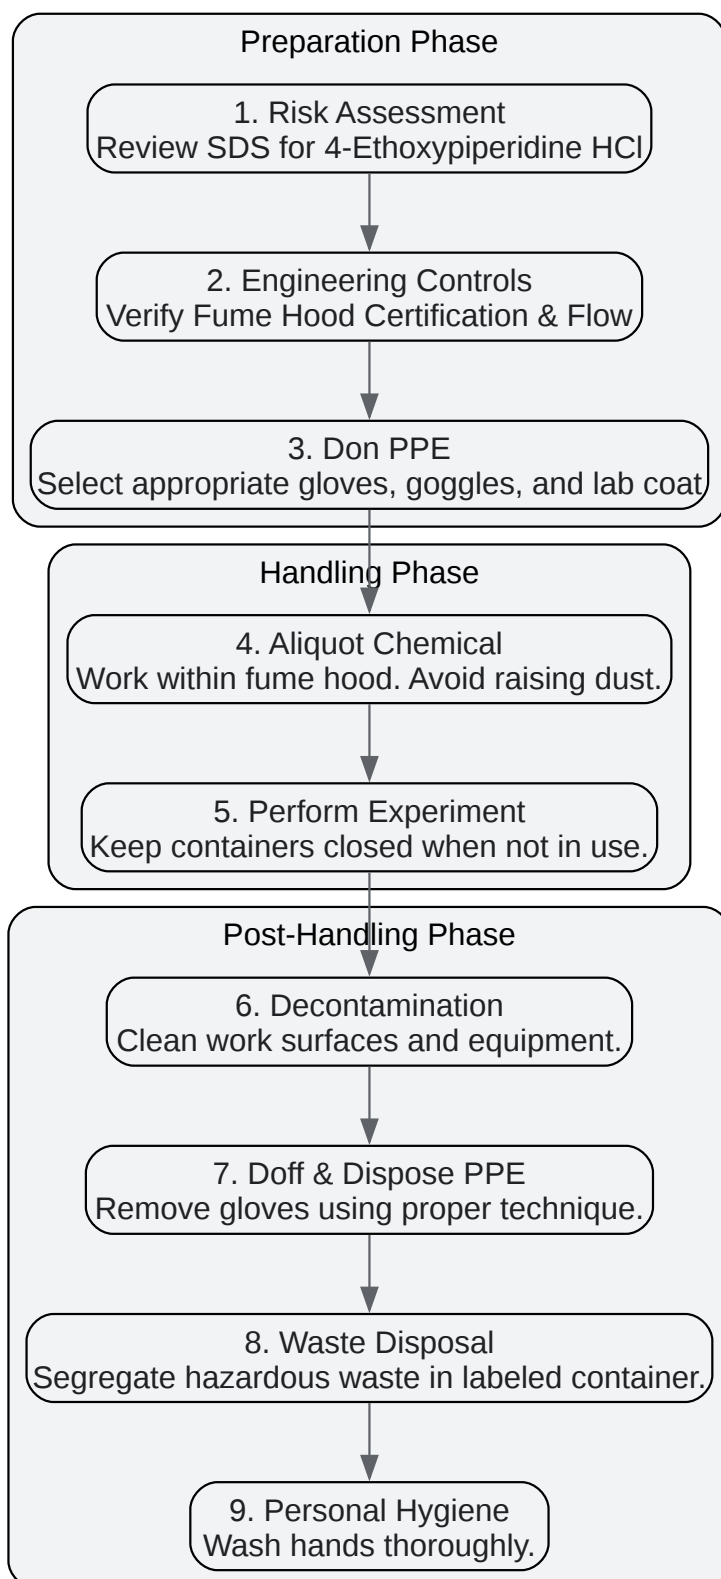 Preparation Phase
1. Risk Assessment
Review SDS for 4-Ethoxypiperidine HCl
2. Engineering Controls
Verify Fume Hood Certification & Flow
3. Don PPE
Select appropriate gloves, goggles, and lab coat
Handling Phase
4. Aliquot Chemical
Work within fume hood. Avoid raising dust.
5. Perform Experiment
Keep containers closed when not in use.
Post-Handling Phase
6. Decontamination
Clean work surfaces and equipment.
7. Doff & Dispose PPE
Remove gloves using proper technique.
8. Waste Disposal
Segregate hazardous waste in labeled container.
9. Personal Hygiene
Wash hands thoroughly.